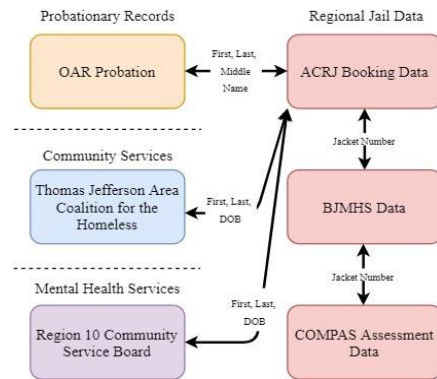 Probationary Records
Regional Jail Data
OAR Probation
First, Last,
Middle
Name
ACRJ Booking Data
Community Services
Jacket Number
Thomas Jefferson Area
Coalition for the
Homeless
First, Last,
DOB
BJMHS Data
Mental Health Services
Jacket Number
Region 10 Community
Service Board
First, Last,
DOB
COMPAS Assessment
Data